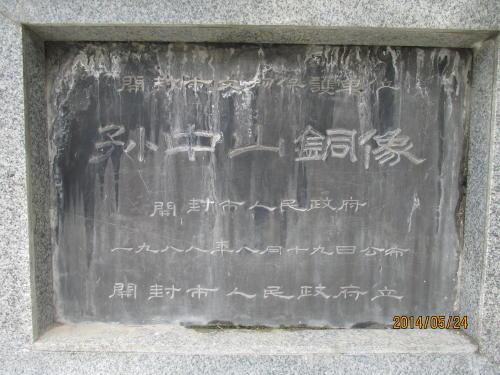 開封市文物保護單位
孫中山銅像
開封市人民政府
一九八八年八月十九日公布
開封市人民政府立
2014/05/24